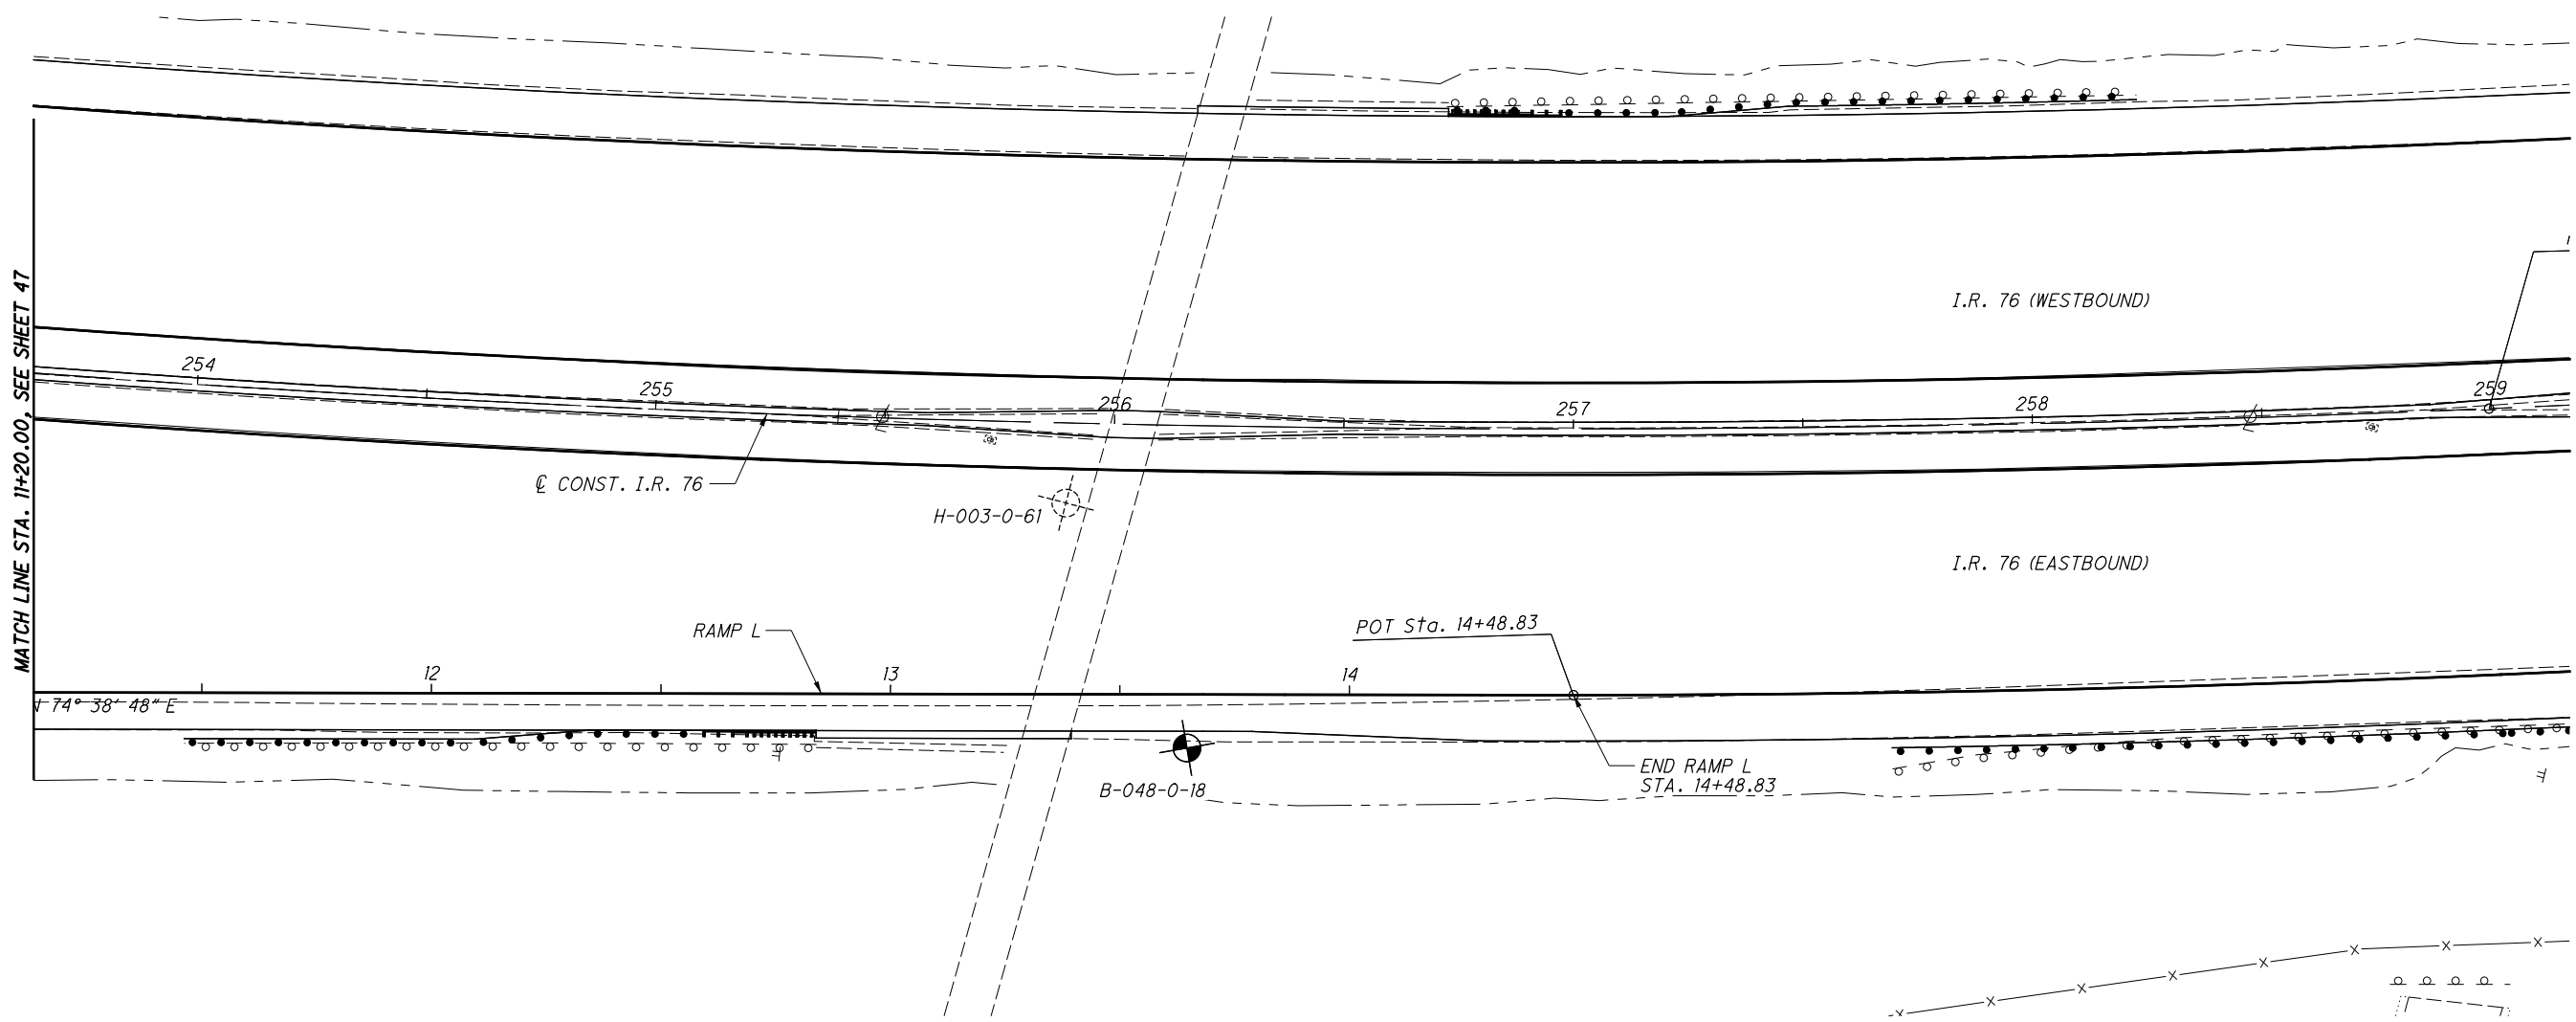 MATCH LINE STA. 11+20.00, SEE SHEET 47
I.R. 76 (WESTBOUND)
254
255
256
257
258
259
℄ CONST. I.R. 76
H-003-0-61
I.R. 76 (EASTBOUND)
RAMP L
POT Sta. 14+48.83
12
13
14
74° 38' 48" E
END RAMP L
STA. 14+48.83
B-048-0-18